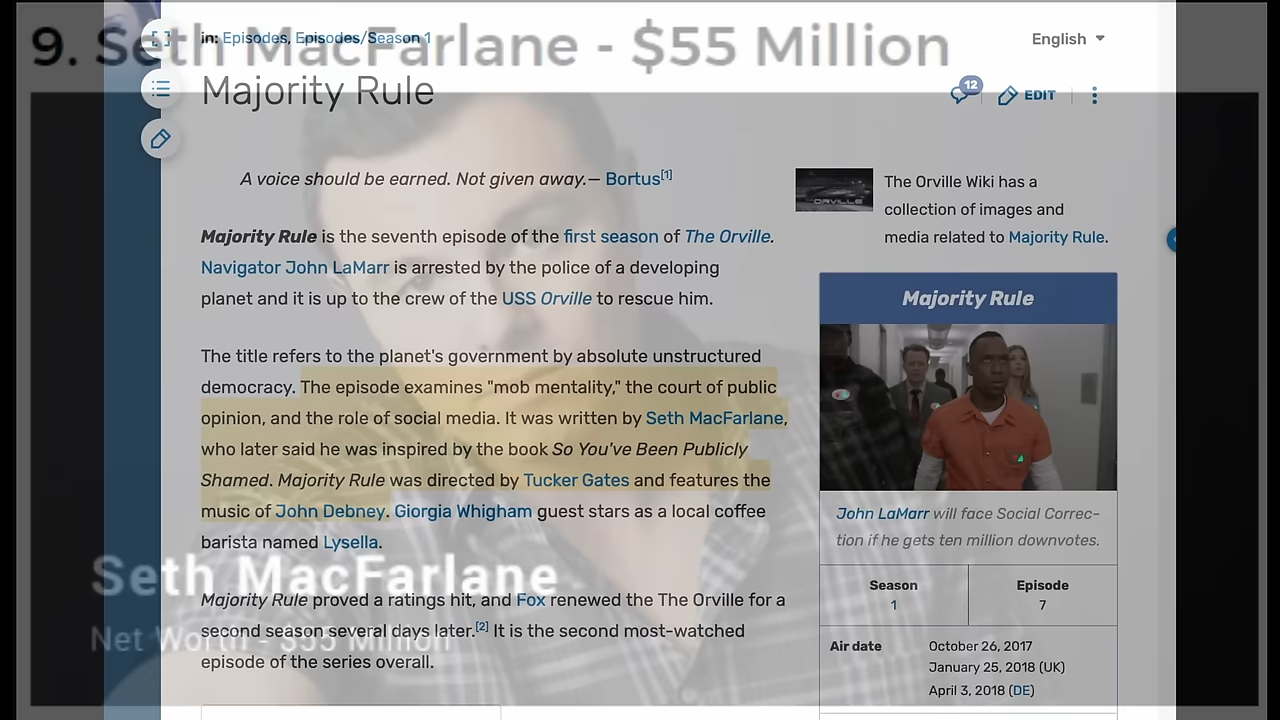 9. Seth MacFarlane - $55 Million
in: Episodes, Episodes/Season 1
English
Majority Rule
12
EDIT
A voice should be earned. Not given away.— Bortus[1]
Majority Rule is the seventh episode of the first season of The Orville.
Navigator John LaMarr is arrested by the police of a developing
planet and it is up to the crew of the USS Orville to rescue him.
The title refers to the planet's government by absolute unstructured
democracy. The episode examines "mob mentality," the court of public
opinion, and the role of social media. It was written by Seth MacFarlane,
who later said he was inspired by the book So You've Been Publicly
Shamed. Majority Rule was directed by Tucker Gates and features the
music of John Debney. Giorgia Whigham guest stars as a local coffee
barista named Lysella.
Majority Rule proved a ratings hit, and Fox renewed the The Orville for a
second season several days later.[2] It is the second most-watched
episode of the series overall.
Seth MacFarlane
Net Worth - $55 Million
ORVILLE
The Orville Wiki has a
collection of images and
media related to Majority Rule.
Majority Rule
John LaMarr will face Social Correc-
tion if he gets ten million downvotes.
Season
1
Episode
7
Air date
October 26, 2017
January 25, 2018 (UK)
April 3, 2018 (DE)